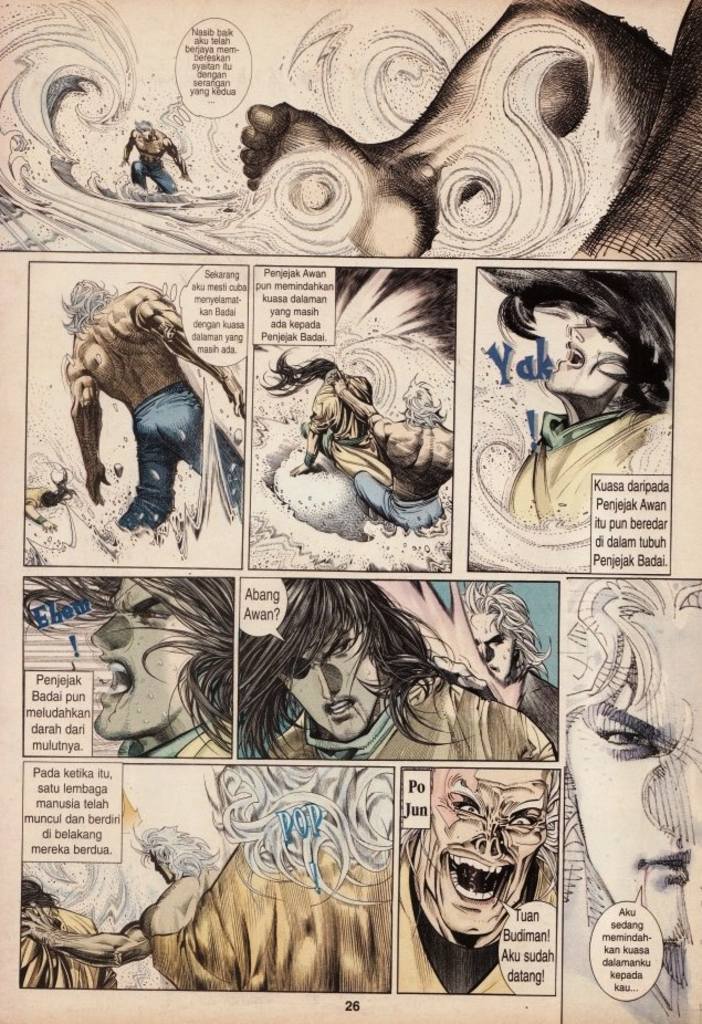 Nasib baik
aku telah
berjaya mem-
bereskan
syaitan itu
dengan
serangan
yang kedua
...
Sekarang
aku mesti cuba
menyelamat-
kan Badai
dengan kuasa
dalaman yang
masih ada.
Penjejak Awan
pun memindahkan
kuasa dalaman
yang masih
ada kepada
Penjejak Badai.
Yak
!
Kuasa daripada
Penjejak Awan
itu pun beredar
di dalam tubuh
Penjejak Badai.
Ehem
!
Penjejak
Badai pun
meludahkan
darah dari
mulutnya.
Abang
Awan?
Aku
sedang
memindah-
kan kuasa
dalamanku
kepada
kau...
Pada ketika itu,
satu lembaga
manusia telah
muncul dan berdiri
di belakang
mereka berdua.
POP
!
Po
Jun
Tuan
Budiman!
Aku sudah
datang!
26